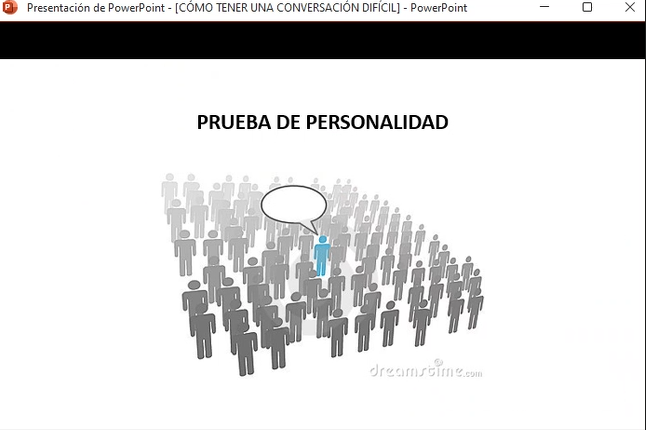 Presentación de PowerPoint - [CÓMO TENER UNA CONVERSACIÓN DIFÍCIL] - PowerPoint
PRUEBA DE PERSONALIDAD
dreamstime.com